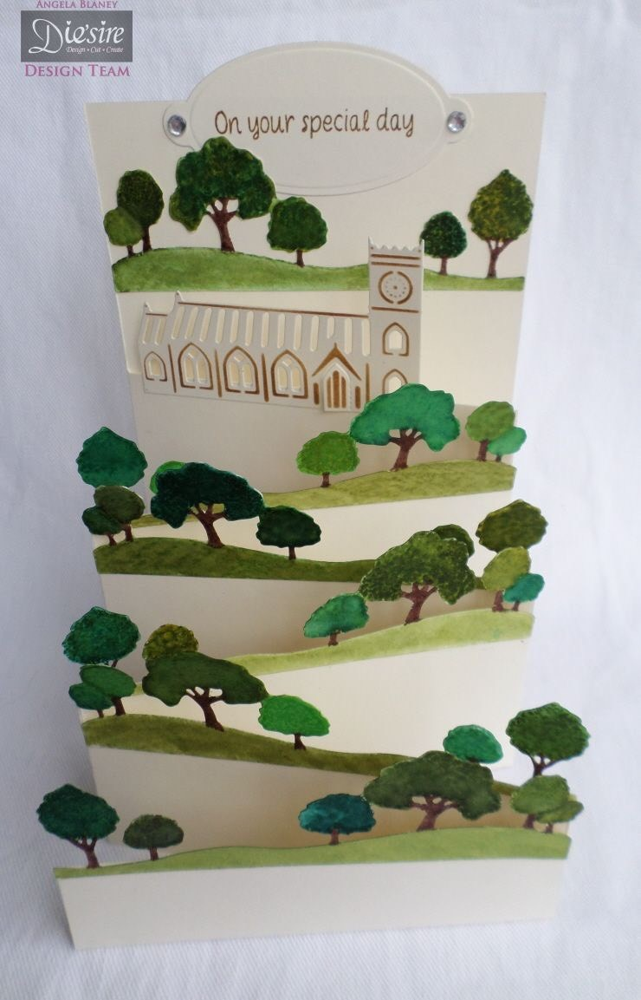 ANGELA BLANEY
Die'sire
Design • Cut • Create
DESIGN TEAM
On your special day